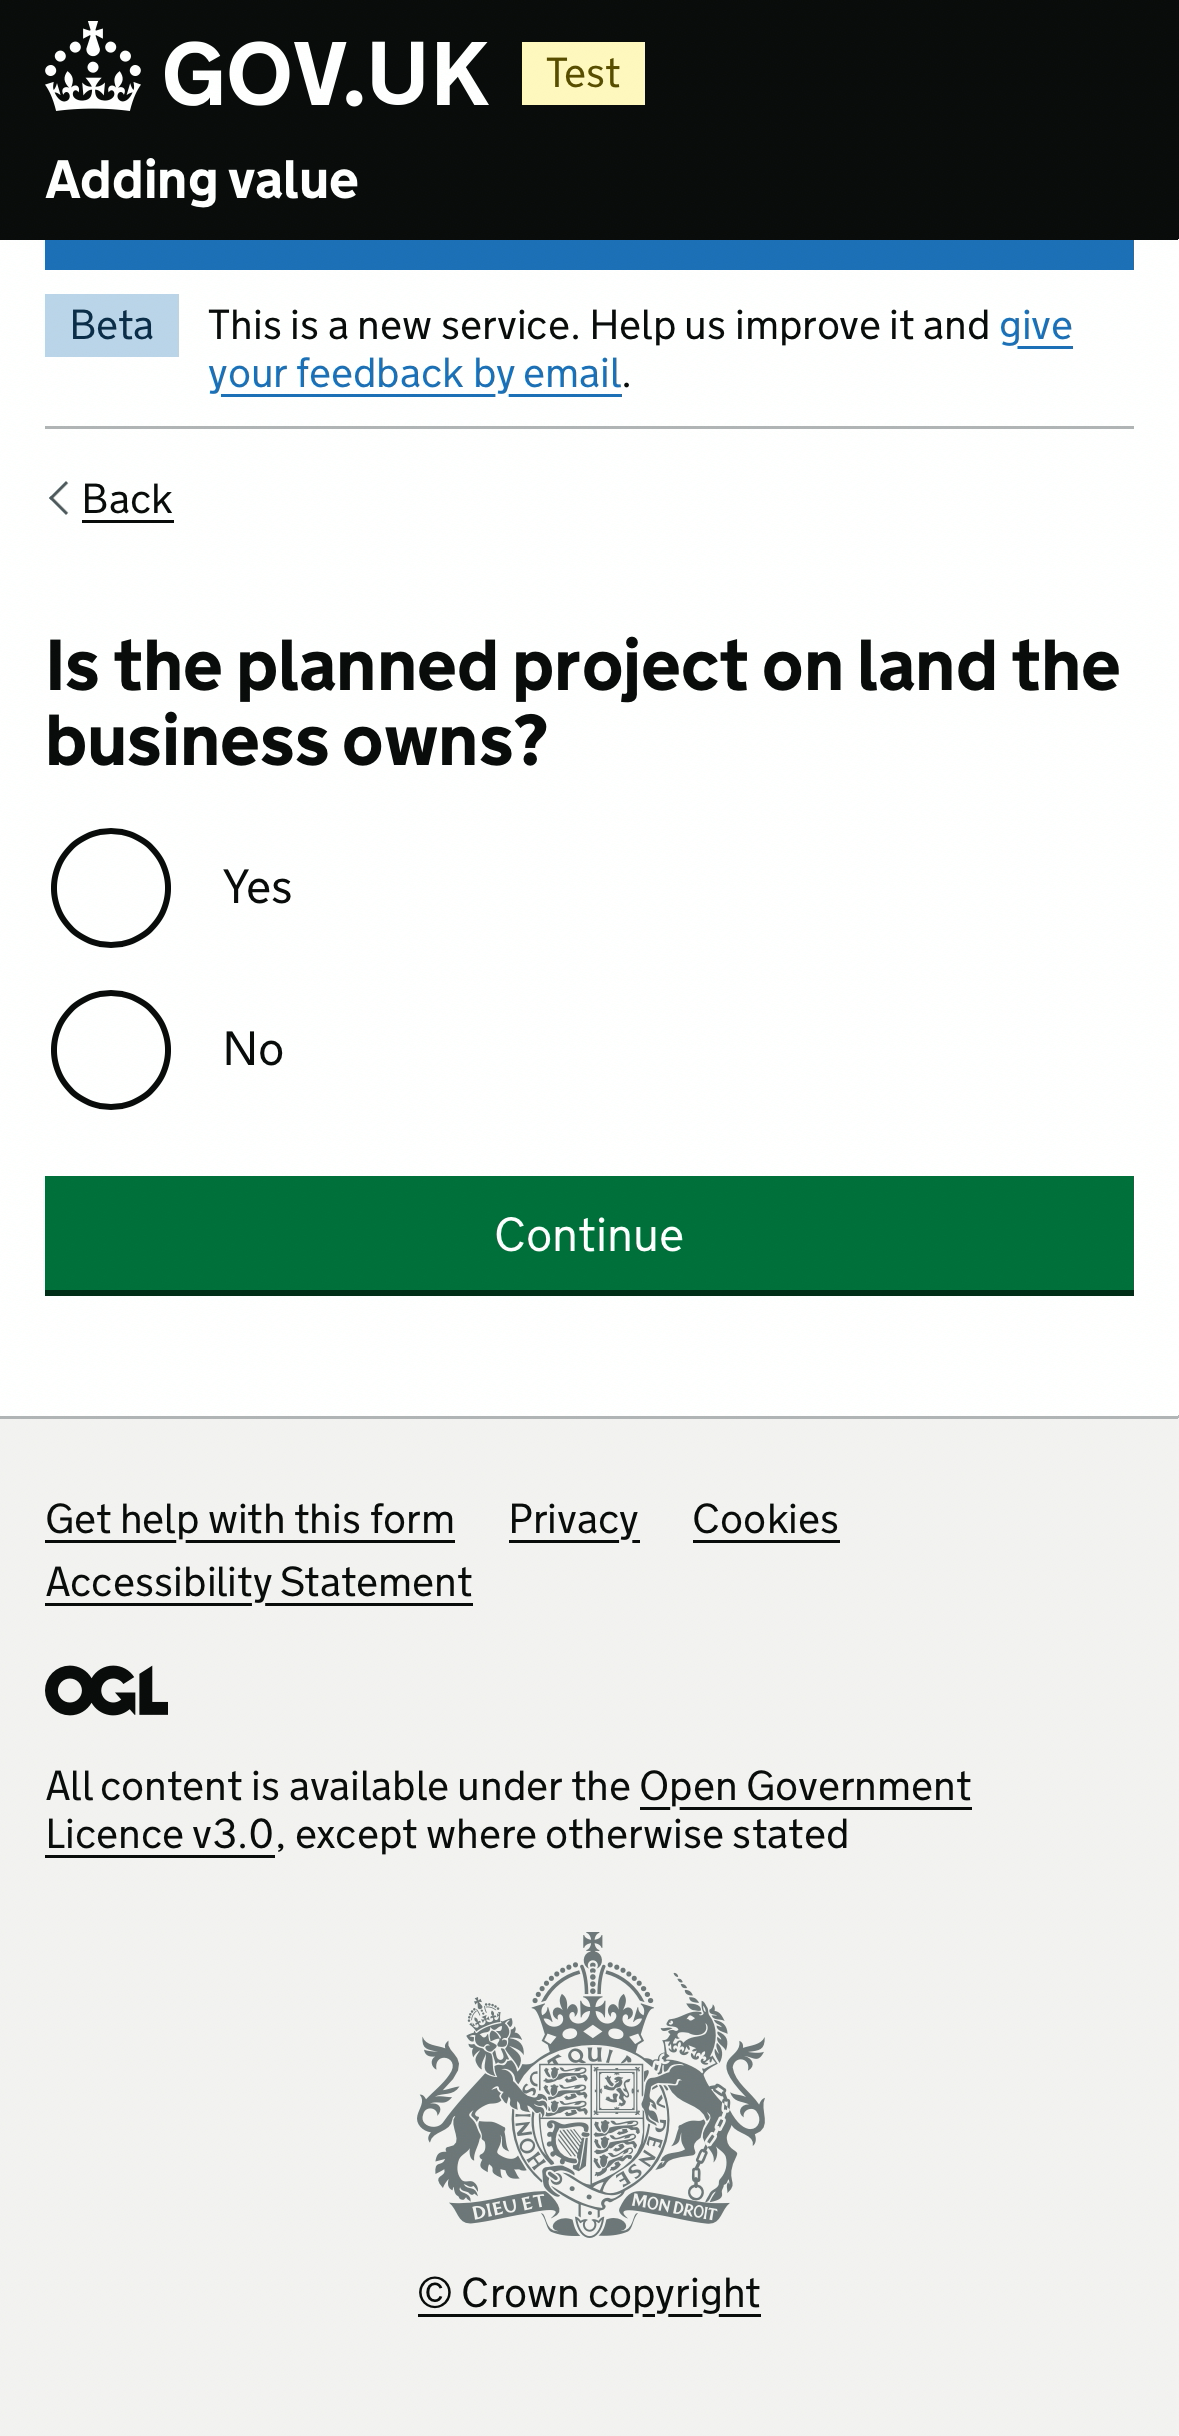 GOV.UK Test
Adding value
Beta This is a new service. Help us improve it and give
your feedback by email.
Back
Is the planned project on land the
business owns?
Yes
No
Continue
Get help with this form Privacy Cookies
Accessibility Statement
OGL
All content is available under the Open Government
Licence v3.0, except where otherwise stated
T QUI
HONI
PENSE
DIEU ET MON DROIT
© Crown copyright